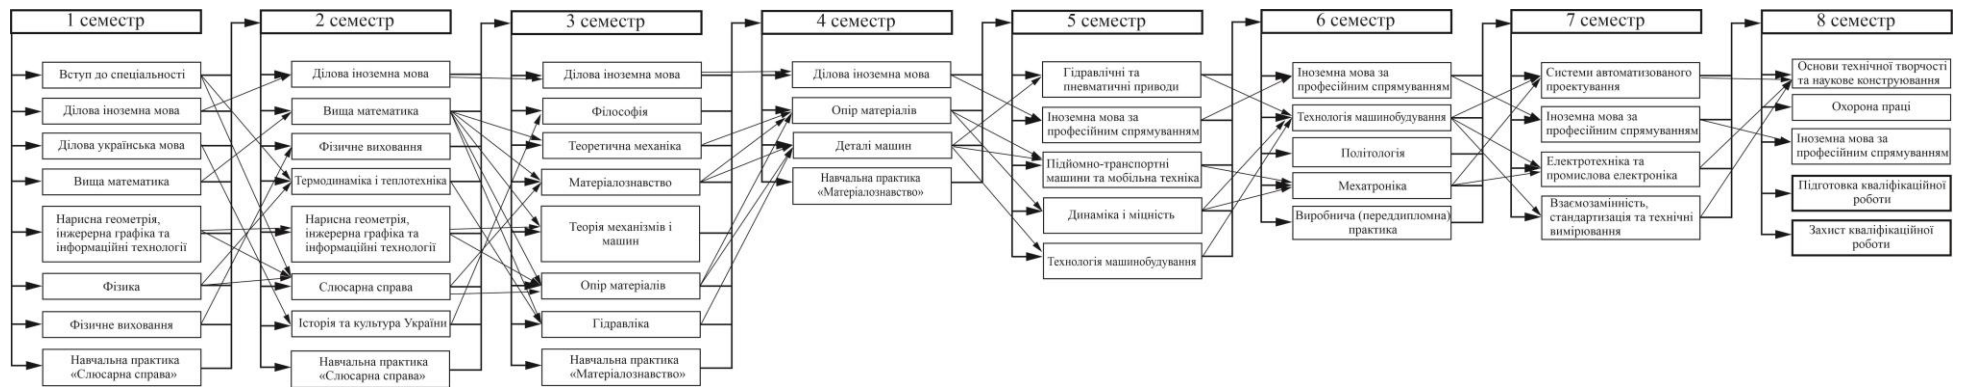 1 семестр
Вступ до спеціальності
Ділова іноземна мова
Ділова українська мова
Вища математика
Нарисна геометрія,
інжерерна графіка та
інформаційні технології
Фізика
Фізичне виховання
Навчальна практика
«Слюсарна справа»
2 семестр
Ділова іноземна мова
Вища математика
Фізичне виховання
Термодинаміка і теплотехніка
Нарисна геометрія,
інжерерна графіка та
інформаційні технології
Слюсарна справа
Історія та культура України
Навчальна практика
«Слюсарна справа»
3 семестр
Ділова іноземна мова
Філософія
Теоретична механіка
Матеріалознавство
Теорія механізмів і
машин
Опір матеріалів
Гідравліка
Навчальна практика
«Матеріалознавство»
4 семестр
Ділова іноземна мова
Опір матеріалів
Деталі машин
Навчальна практика
«Матеріалознавство»
5 семестр
Гідравлічні та
пневматичні приводи
Іноземна мова за
професійним спрямуванням
Підйомно-транспортні
машини та мобільна техніка
Динаміка і міцність
Технологія машинобудування
6 семестр
Іноземна мова за
професійним спрямуванням
Технологія машинобудування
Політологія
Мехатроніка
Виробнича (переддипломна)
практика
7 семестр
Системи автоматизованого
проектування
Іноземна мова за
професійним спрямуванням
Електротехніка та
промислова електроніка
Взаємозамінність,
стандартизація та технічні
вимірювання
8 семестр
Основи технічної творчості
та наукове конструювання
Охорона праці
Іноземна мова за
професійним спрямуванням
Підготовка кваліфікаційної
роботи
Захист кваліфікаційної
роботи